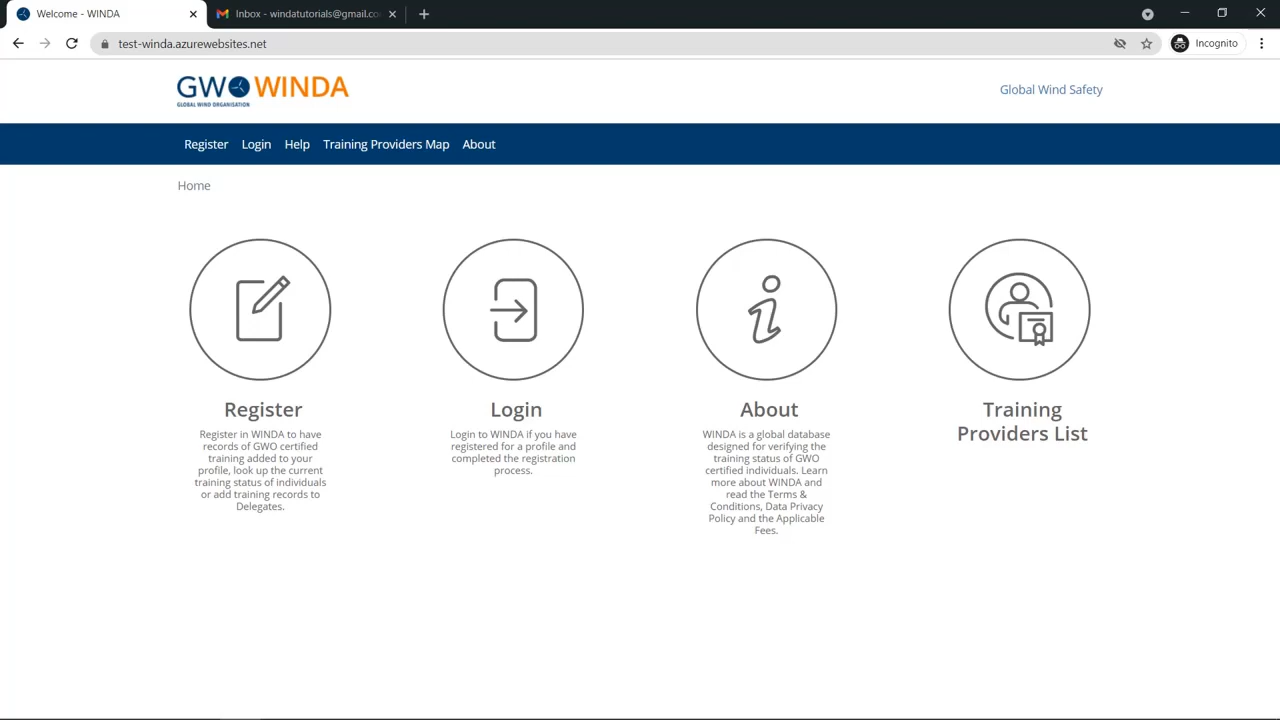 Welcome - WINDA
Inbox - windatutorials@gmail.co
test-winda.azurewebsites.net
Incognito
GWO WINDA
GLOBAL WIND ORGANISATION
Global Wind Safety
Register
Login
Help
Training Providers Map
About
Home
Register
Register in WINDA to have
records of GWO certified
training added to your
profile, look up the current
training status of individuals
or add training records to
Delegates.
Login
Login to WINDA if you have
registered for a profile and
completed the registration
process.
About
WINDA is a global database
designed for verifying the
training status of GWO
certified individuals. Learn
more about WINDA and
read the Terms &
Conditions, Data Privacy
Policy and the Applicable
Fees.
Training
Providers List